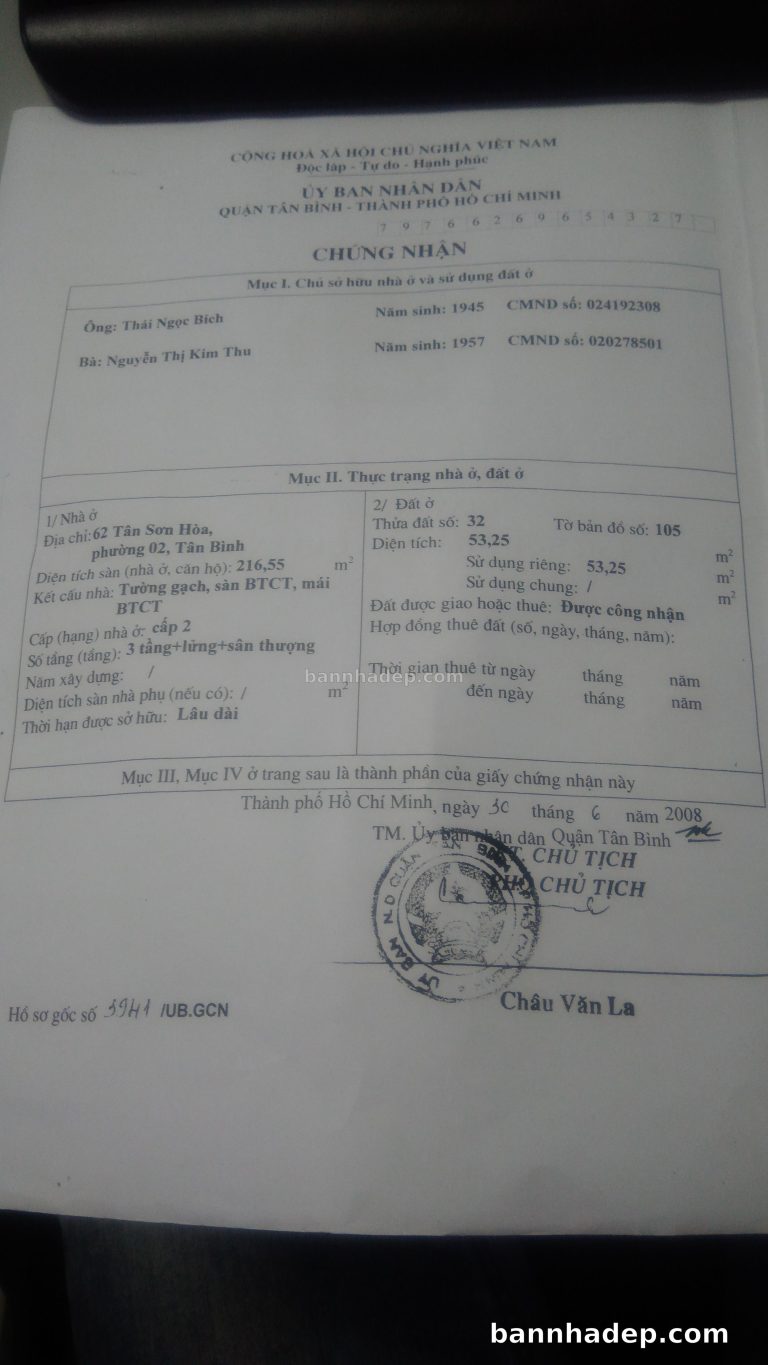 CỘNG HOÀ XÃ HỘI CHỦ NGHĨA VIỆT NAM
Độc lập - Tự do - Hạnh phúc
ỦY BAN NHÂN DÂN
QUẬN TÂN BÌNH - THÀNH PHỐ HỒ CHÍ MINH
7 9 7 6 6 2 6 9 6 5 4 3 2 7
CHỨNG NHẬN
Mục I. Chủ sở hữu nhà ở và sử dụng đất ở
Ông: Thái Ngọc Bích Năm sinh: 1945 CMND số: 024192308
Bà: Nguyễn Thị Kim Thu Năm sinh: 1957 CMND số: 020278501
Mục II. Thực trạng nhà ở, đất ở
1/ Nhà ở
Địa chỉ: 62 Tân Sơn Hòa,
phường 02, Tân Bình
Diện tích sàn (nhà ở, căn hộ): 216,55 m²
Kết cấu nhà: Tường gạch, sàn BTCT, mái
BTCT
Cấp (hạng) nhà ở: cấp 2
Số tầng (tầng): 3 tầng+lửng+sân thượng
Năm xây dựng: /
Diện tích sàn nhà phụ (nếu có): / m²
Thời hạn được sở hữu: Lâu dài
2/ Đất ở
Thửa đất số: 32 Tờ bản đồ số: 105
Diện tích: 53,25 m²
Sử dụng riêng: 53,25 m²
Sử dụng chung: / m²
Đất được giao hoặc thuê: Được công nhận
Hợp đồng thuê đất (số, ngày, tháng, năm):
Thời gian thuê từ ngày tháng năm
đến ngày tháng năm
bannhadep.com
Mục III, Mục IV ở trang sau là thành phần của giấy chứng nhận này
Thành phố Hồ Chí Minh, ngày 30 tháng 6 năm 2008
TM. Ủy ban nhân dân Quận Tân Bình
CHỦ TỊCH
PHÓ CHỦ TỊCH
ỦY BAN N.D QUẬN TÂN BÌNH
Châu Văn La
Hồ sơ gốc số 3941 /UB.GCN
bannhadep.com